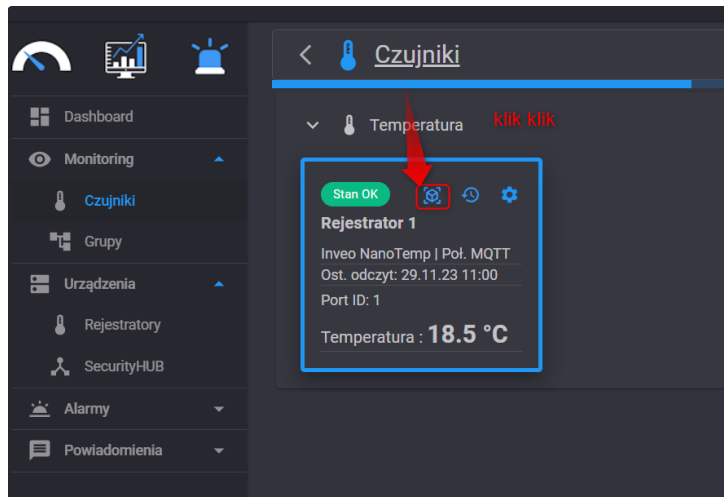 Czujniki
Dashboard
Monitoring
Czujniki
Grupy
Urządzenia
Rejestratory
SecurityHUB
Alarmy
Powiadomienia
Temperatura
klik klik
Stan OK
Rejestrator 1
Inveo NanoTemp | Poł. MQTT
Ost. odczyt: 29.11.23 11:00
Port ID: 1
Temperatura : 18.5 °C